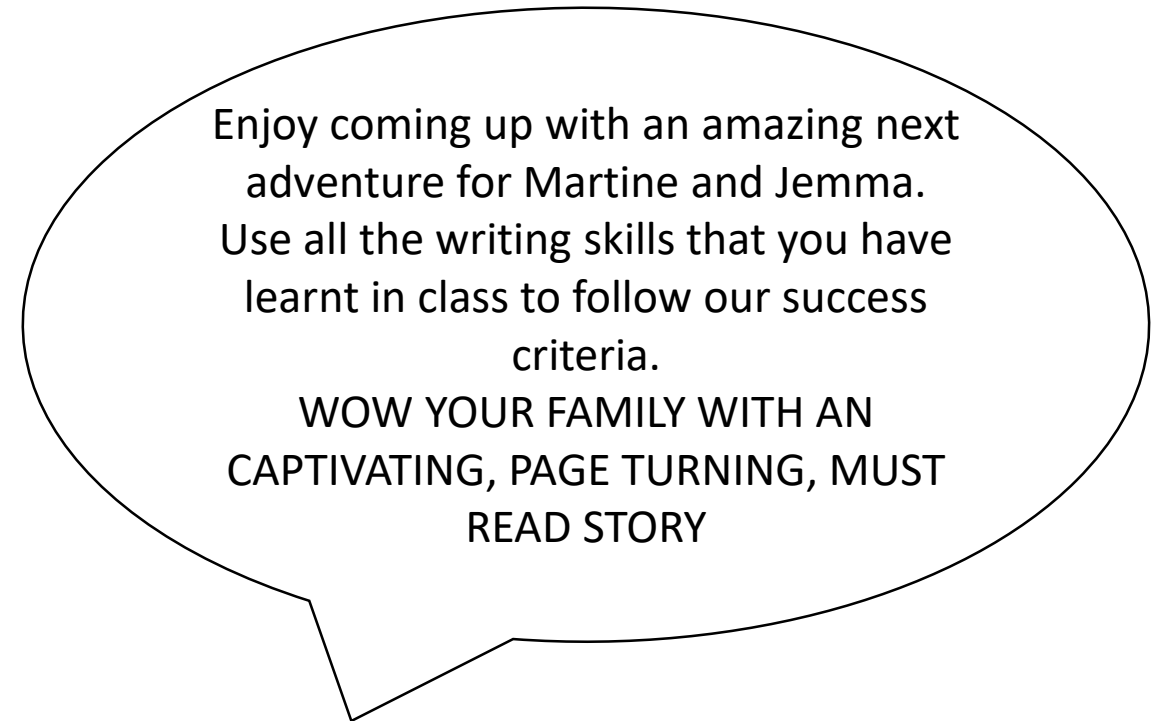 Enjoy coming up with an amazing next
adventure for Martine and Jemma.
Use all the writing skills that you have
learnt in class to follow our success
criteria.
WOW YOUR FAMILY WITH AN
CAPTIVATING, PAGE TURNING, MUST
READ STORY